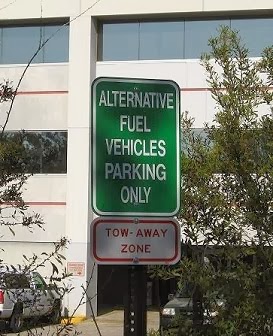 ALTERNATIVE
FUEL
VEHICLES
PARKING
ONLY
TOW-AWAY
ZONE